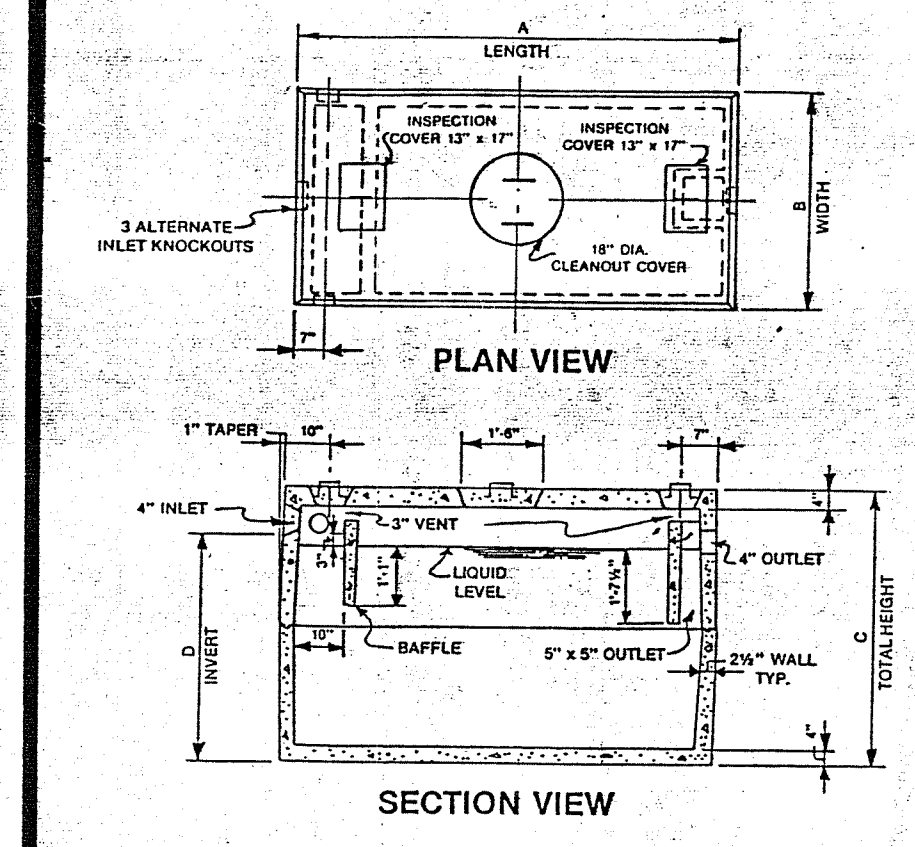 A
LENGTH
INSPECTION
COVER 13" x 17"
INSPECTION
COVER 13" x 17"
B
WIDTH
3 ALTERNATE
INLET KNOCKOUTS
18" DIA.
CLEANOUT COVER
7"
PLAN VIEW
1" TAPER
10"
1'-6"
7"
4"
4" INLET
3" VENT
4" OUTLET
3"
1'-1"
LIQUID
LEVEL
1'-7½"
D
INVERT
C
TOTAL HEIGHT
10"
BAFFLE
5" x 5" OUTLET
2½" WALL
TYP.
4"
SECTION VIEW